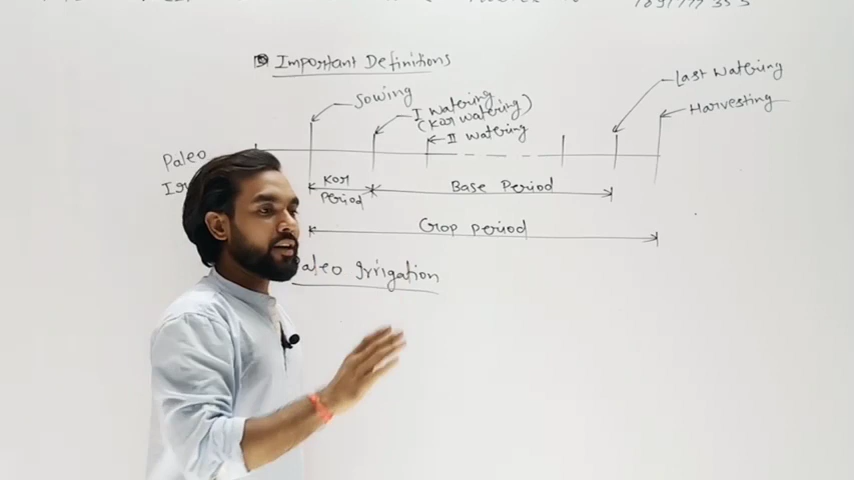 Important Definitions
Last Watering
Sowing
I Watering
(Kor watering)
Harvesting
II Watering
Paleo
Kor
Period
Base Period
Crop period
aleo Irrigation